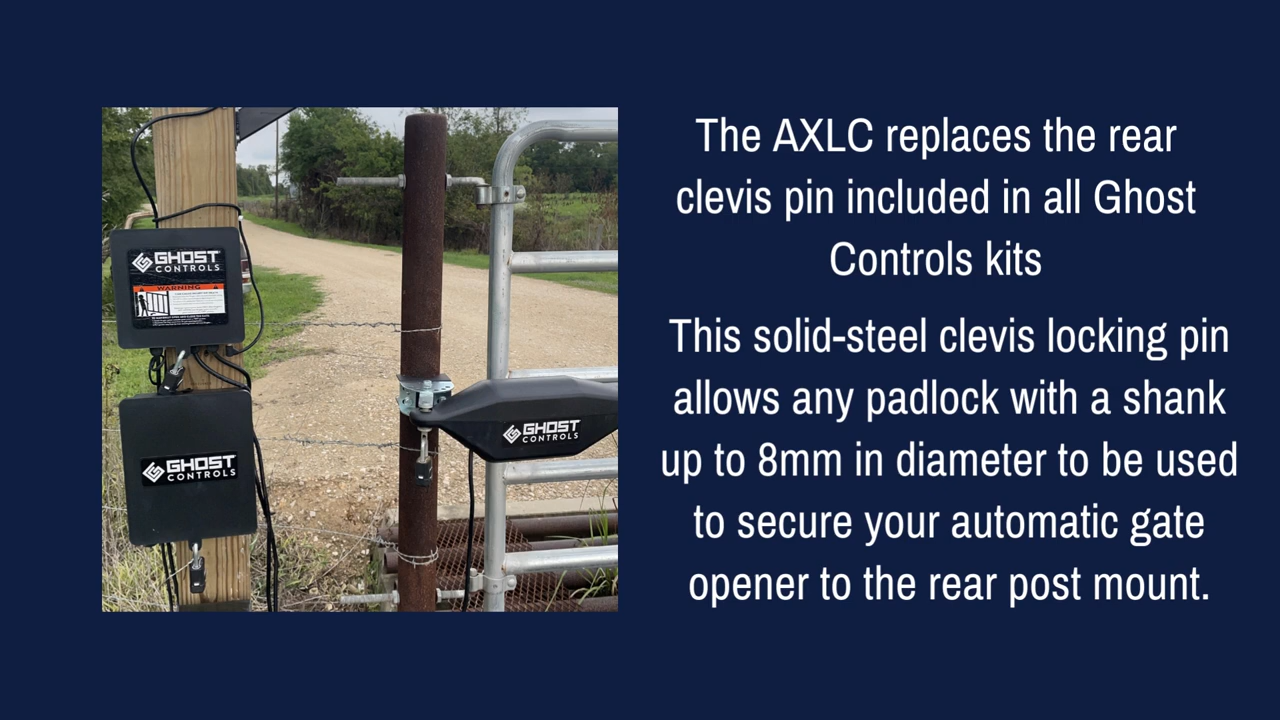 GHOST
CONTROLS
WARNING
GHOST
CONTROLS
GHOST
CONTROLS
The AXLC replaces the rear
clevis pin included in all Ghost
Controls kits
This solid-steel clevis locking pin
allows any padlock with a shank
up to 8mm in diameter to be used
to secure your automatic gate
opener to the rear post mount.